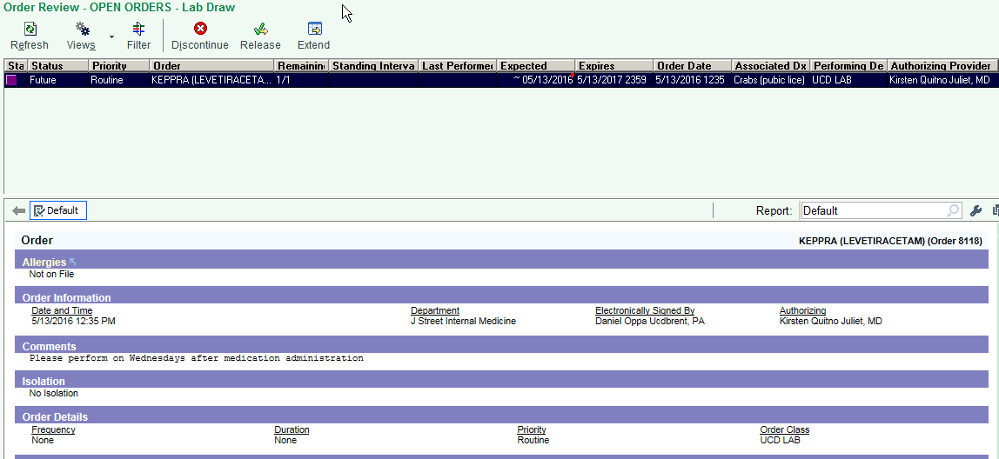 Order Review - OPEN ORDERS - Lab Draw
Refresh Views Filter Discontinue Release Extend
Sta Status Priority Order Remaining Standing Interva Last Performed Expected Expires Order Date Associated Dx Performing De Authorizing Provider
Future Routine KEPPRA (LEVETIRACETA... 1/1 ~ 05/13/2016 5/13/2017 2359 5/13/2016 1235 Crabs (pubic lice) UCD LAB Kirsten Quitno Juliet, MD
Default Report: Default
Order KEPPRA (LEVETIRACETAM) (Order 8118)
Allergies
Not on File
Order Information
Date and Time Department Electronically Signed By Authorizing
5/13/2016 12:35 PM J Street Internal Medicine Daniel Oppa Ucdbrent, PA Kirsten Quitno Juliet, MD
Comments
Please perform on Wednesdays after medication administration
Isolation
No Isolation
Order Details
Frequency Duration Priority Order Class
None None Routine UCD LAB